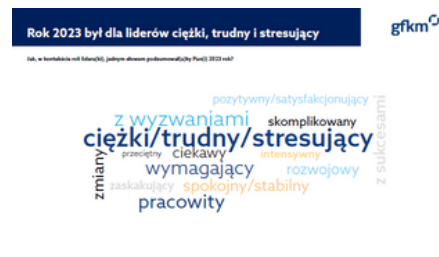 Rok 2023 był dla liderów ciężki, trudny i stresujący
gfkm
Jak, w kontekście roli lidera(ki), jednym słowem podsumował(a)by Pan(i) 2023 rok?
pozytywny/satysfakcjonujący
z wyzwaniami skomplikowany
ciężki/trudny/stresujący
przeciętny ciekawy intensywny
zmiany
wymagający rozwojowy
z sukcesami
zaskakujący spokojny/stabilny
pracowity